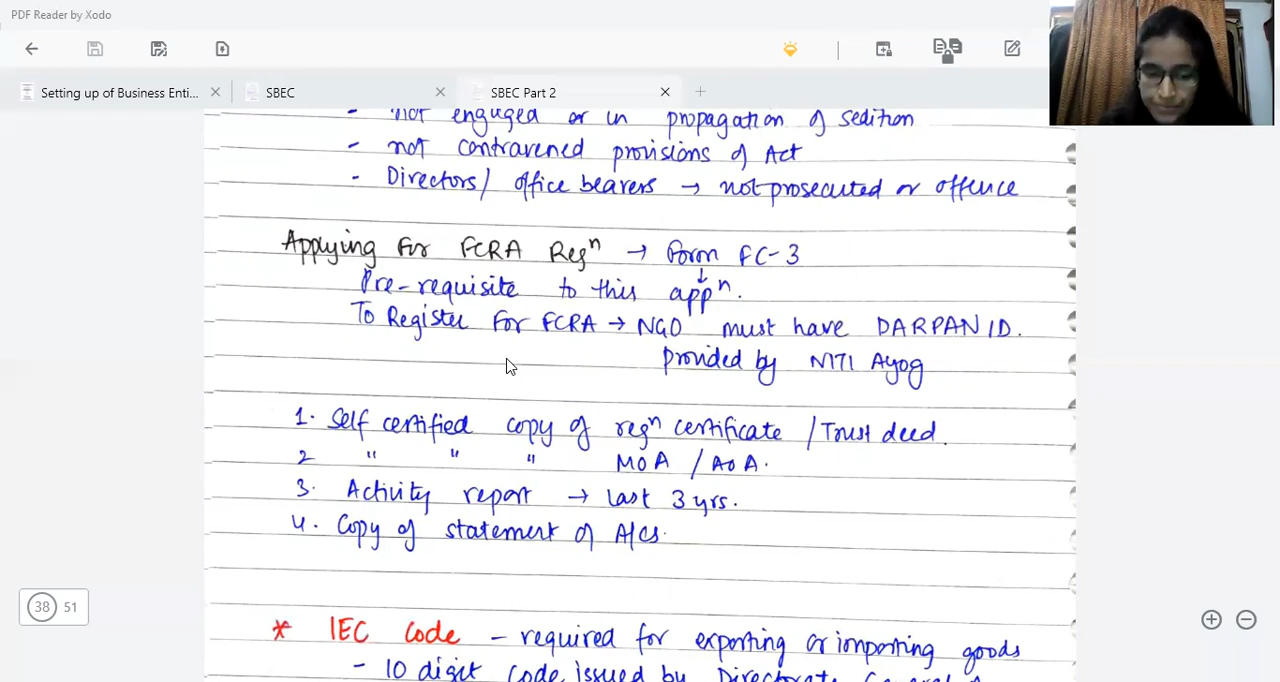 PDF Reader by Xodo
Setting up of Business Enti...
SBEC
SBEC Part 2
- not engaged or in propagation of sedition
- not contravened provisions of Act
- Directors/ office bearers → not prosecuted or offence
Applying for FCRA Regⁿ → Form FC-3
Pre-requisite to this appⁿ.
To Register for FCRA → NGO must have DARPAN ID.
provided by NITI Ayog
1. Self certified copy of regⁿ certificate / Trust deed.
2 " " " MOA / AOA.
3. Activity report → last 3 yrs.
4. Copy of statement of A/cs.
* IEC Code - required for exporting or importing goods
- 10 digit code issued by Directorate General of
38 51